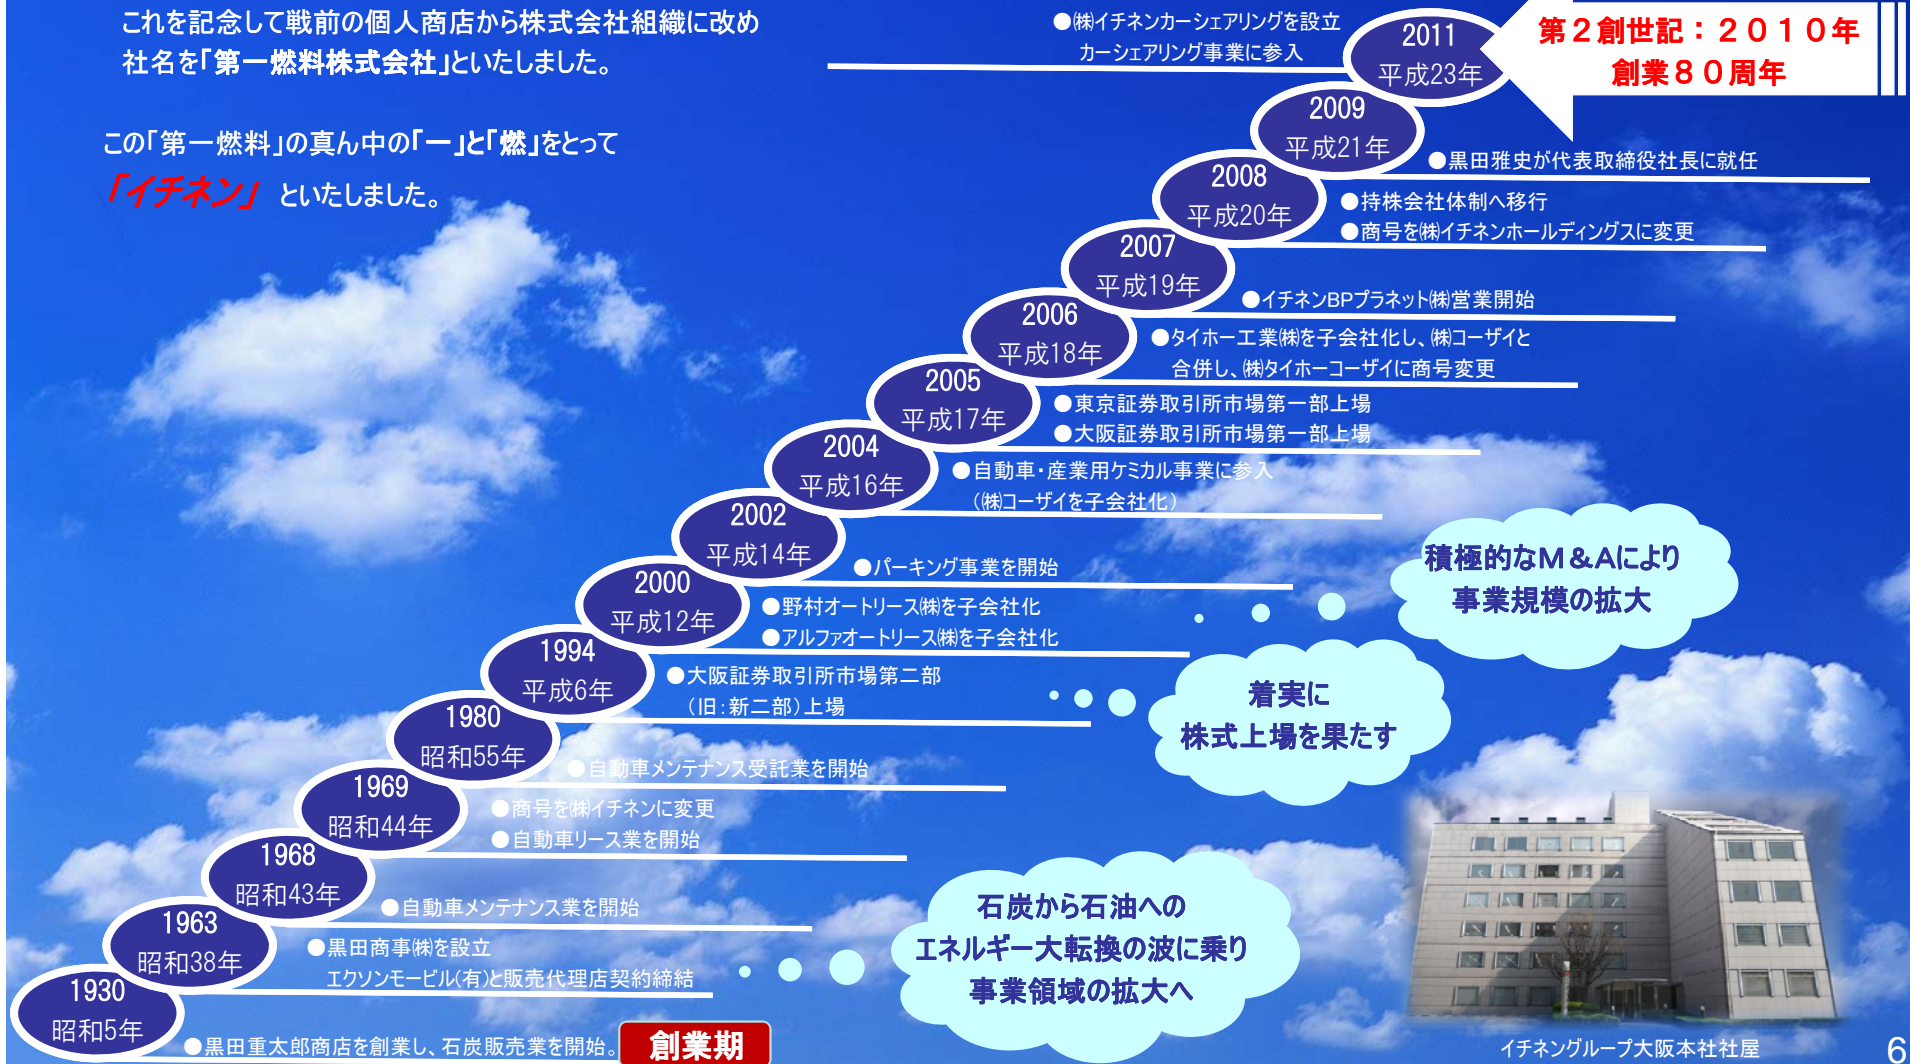 これを記念して戦前の個人商店から株式会社組織に改め
社名を「第一燃料株式会社」といたしました。
この「第一燃料」の真ん中の「一」と「燃」をとって
「イチネン」 といたしました。
●㈱イチネンカーシェアリングを設立
カーシェアリング事業に参入
2011
平成23年
第2創世記：2010年
創業80周年
2009
平成21年
●黒田雅史が代表取締役社長に就任
2008
平成20年
●持株会社体制へ移行
●商号を㈱イチネンホールディングスに変更
2007
平成19年
●イチネンBPプラネット㈱営業開始
2006
平成18年
●タイホー工業㈱を子会社化し、㈱コーザイと
合併し、㈱タイホーコーザイに商号変更
2005
平成17年
●東京証券取引所市場第一部上場
●大阪証券取引所市場第一部上場
2004
平成16年
●自動車・産業用ケミカル事業に参入
（㈱コーザイを子会社化）
2002
平成14年
●パーキング事業を開始
2000
平成12年
●野村オートリース㈱を子会社化
●アルファオートリース㈱を子会社化
1994
平成6年
●大阪証券取引所市場第二部
（旧：新二部）上場
1980
昭和55年
●自動車メンテナンス受託業を開始
1969
昭和44年
●商号を㈱イチネンに変更
●自動車リース業を開始
1968
昭和43年
●自動車メンテナンス業を開始
1963
昭和38年
●黒田商事㈱を設立
エクソンモービル(有)と販売代理店契約締結
1930
昭和5年
●黒田重太郎商店を創業し、石炭販売業を開始。
創業期
積極的なM＆Aにより
事業規模の拡大
着実に
株式上場を果たす
石炭から石油への
エネルギー大転換の波に乗り
事業領域の拡大へ
イチネングループ大阪本社社屋
6